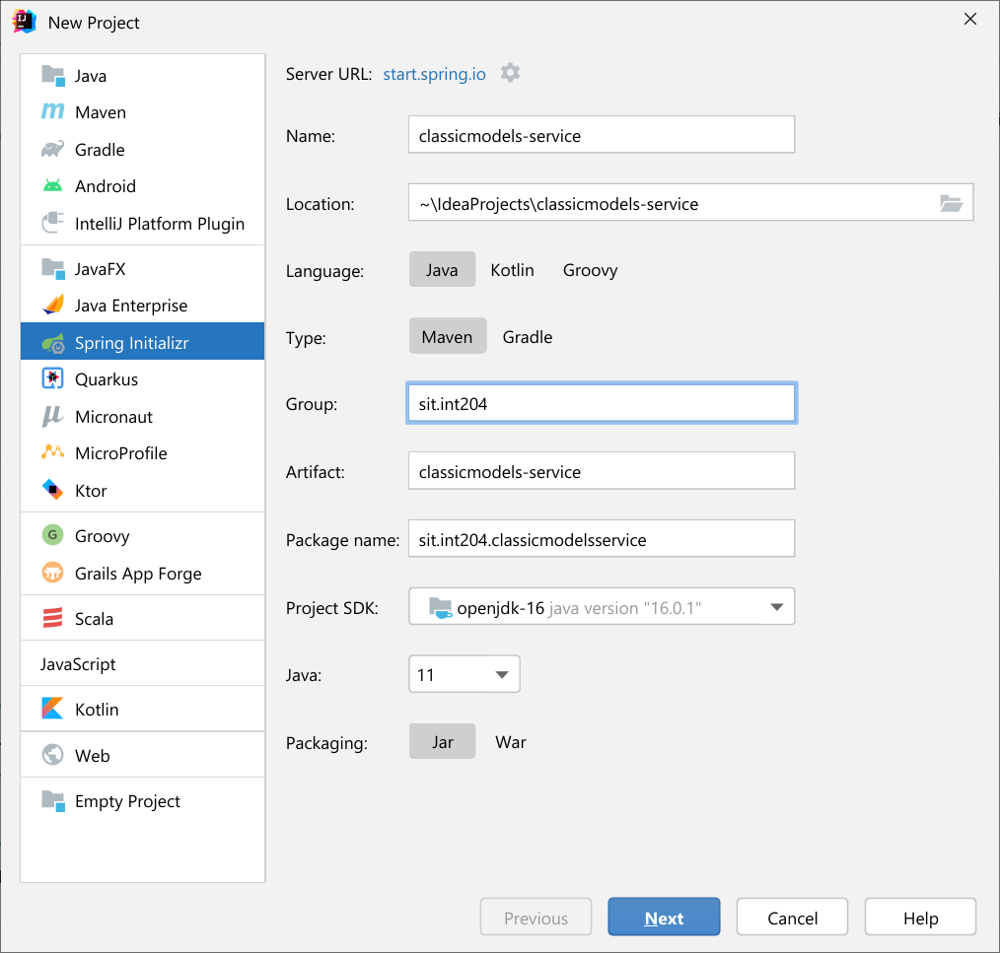 New Project
Java
Maven
Gradle
Android
IntelliJ Platform Plugin
JavaFX
Java Enterprise
Spring Initializr
Quarkus
Micronaut
MicroProfile
Ktor
G Groovy
Grails App Forge
Scala
JavaScript
Kotlin
Web
Empty Project
Server URL: start.spring.io
Name: classicmodels-service
Location: ~\IdeaProjects\classicmodels-service
Language: Java Kotlin Groovy
Type: Maven Gradle
Group: sit.int204
Artifact: classicmodels-service
Package name: sit.int204.classicmodelsservice
Project SDK: openjdk-16 java version "16.0.1"
Java: 11
Packaging: Jar War
Previous Next Cancel Help